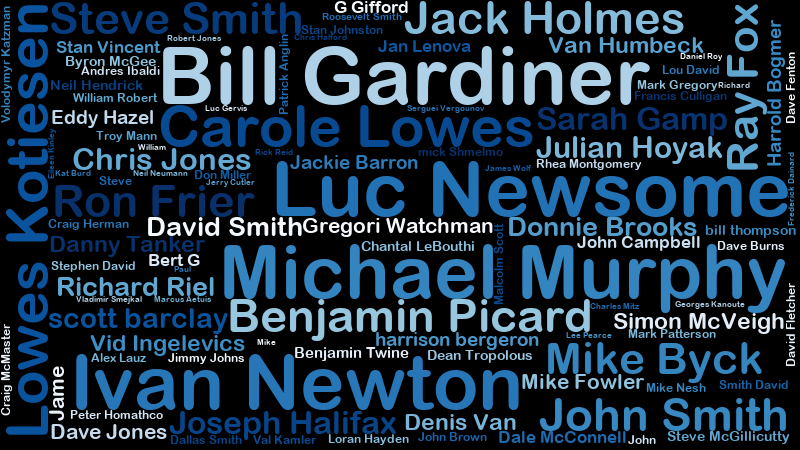 Volodymyr Katzman
Lowes Kotiesen
Steve Smith
G Gifford
Roosevelt Smith
Stan Johnston
Chris Halford
Jack Holmes
Robert Jones
Stan Vincent
Byron McGee
Andres Ibaldi
Neil Hendrick
William Robert
Patrick Anglin
Jan Lenova
Van Humbeck
Daniel Roy
Lou David
Mark Gregory
Richard
Francis Culligan
Ray Fox
Harrold Bogmer
Dave Fenton
Bill Gardiner
Luc Gervis
Serguei Vergounov
Eddy Hazel
Troy Mann
William
Carole Lowes
Sarah Gamp
Eileen Kinley
Chris Jones
Rick Reid
mick Shmelmo
Julian Hoyak
Kat Burd
Neil Neumann
Don Miller
Jackie Barron
James Wolf
Rhea Montgomery
Steve
Jerry Cutler
Frederick Dainard
Ron Frier
Luc Newsome
Craig Herman
David Smith
Gregori Watchman
Donnie Brooks
bill thompson
Danny Tanker
Chantal LeBouthi
Malcolm Scott
John Campbell
Dave Burns
Stephen David
Bert G
Paul
Michael Murphy
Richard Riel
Vladimir Smejkal
Marcus Aetuis
Charles Mitz
Georges Kanoute
David Fletcher
scott barclay
Benjamin Picard
Simon McVeigh
Craig McMaster
Vid Ingelevics
Mike
harrison bergeron
Lee Pearce
Mark Patterson
Alex Lauz
Jimmy Johns
Benjamin Twine
Dean Tropolous
Mike Byck
Jame
Ivan Newton
Mike Fowler
Mike Nesh
Smith David
Peter Homathco
Joseph Halifax
Denis Van
John Smith
Dave Jones
Dallas Smith
Val Kamler
Loran Hayden
John Brown
Dale McConnell
John
Steve McGillicutty